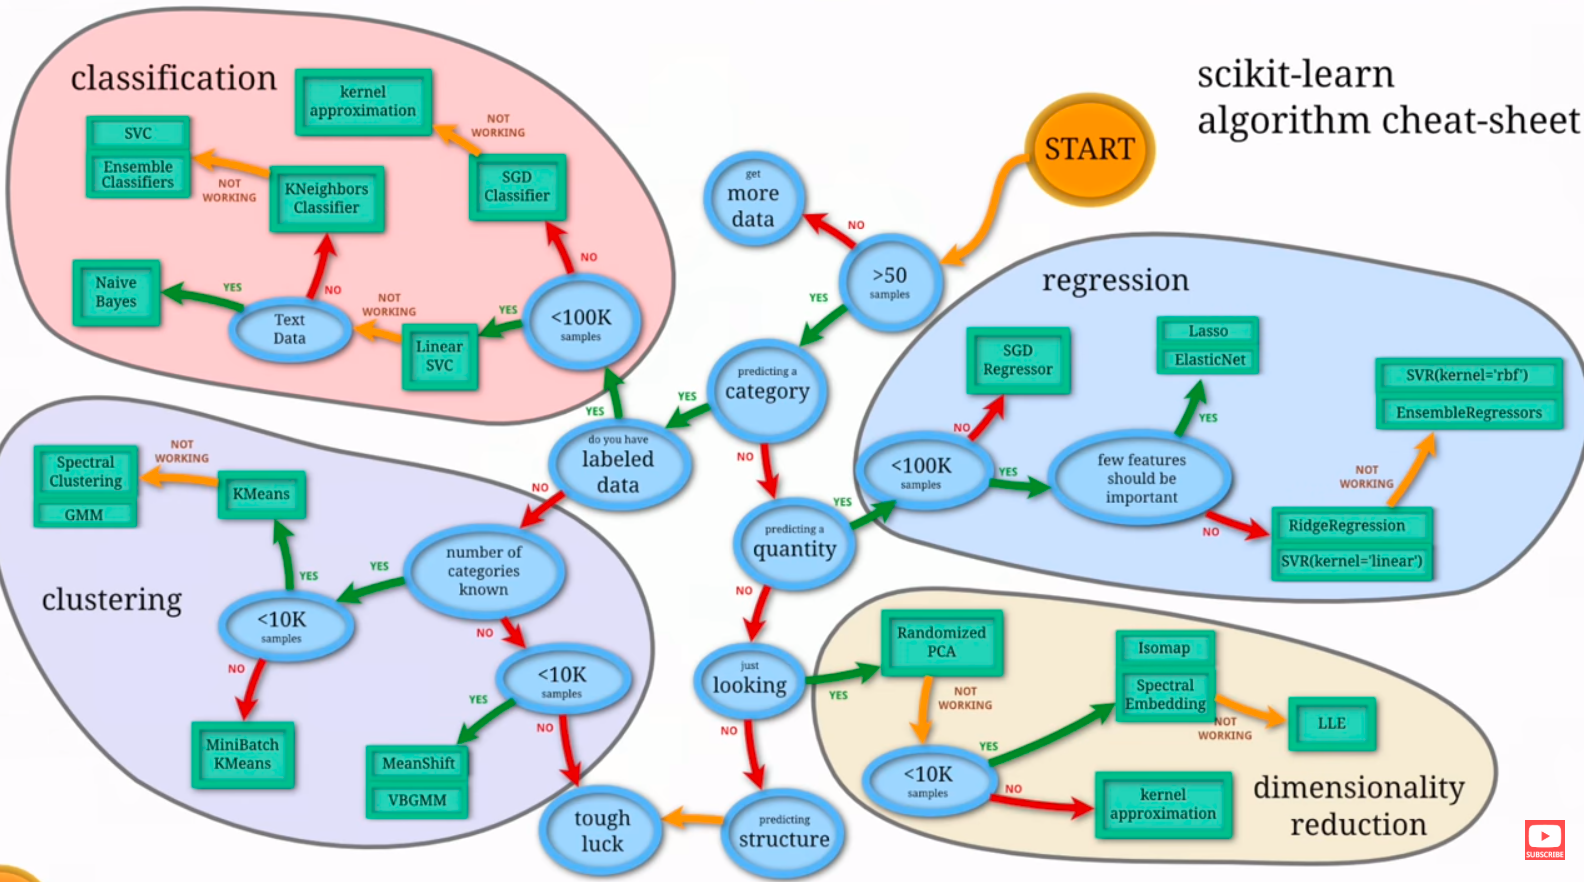 scikit-learn
algorithm cheat-sheet
START
get
more
data
NO
>50
samples
YES
predicting a
category
YES
NO
do you have
labeled
data
YES
NO
predicting a
quantity
YES
NO
just
looking
YES
NO
predicting
structure
tough
luck
classification
kernel
approximation
NOT
WORKING
SVC
Ensemble
Classifiers
NOT
WORKING
KNeighbors
Classifier
SGD
Classifier
NO
Naive
Bayes
YES
NO
Text
Data
NOT
WORKING
Linear
SVC
YES
<100K
samples
regression
SGD
Regressor
Lasso
ElasticNet
SVR(kernel='rbf')
EnsembleRegressors
NO
YES
<100K
samples
YES
few features
should be
important
NOT
WORKING
NO
RidgeRegression
SVR(kernel='linear')
clustering
Spectral
Clustering
GMM
NOT
WORKING
KMeans
YES
YES
number of
categories
known
<10K
samples
NO
NO
<10K
samples
YES
NO
MiniBatch
KMeans
MeanShift
VBGMM
dimensionality
reduction
Randomized
PCA
NOT
WORKING
Isomap
Spectral
Embedding
NOT
WORKING
LLE
YES
<10K
samples
NO
kernel
approximation
SUBSCRIBE